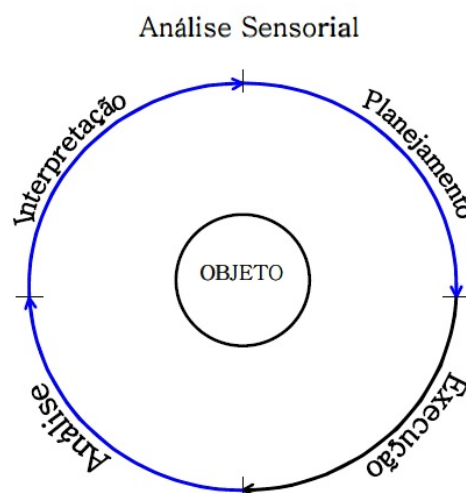 Análise Sensorial
Planejamento
Execução
Análise
Interpretação
OBJETO